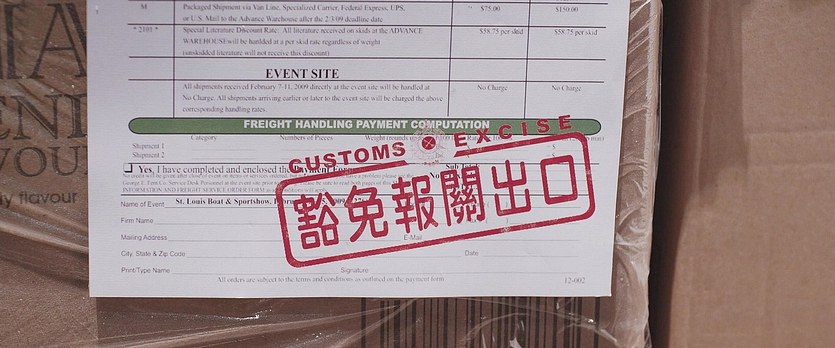 M Packaged Shipment via Van Line, Specialized Carrier, Federal Express, UPS, $75.00 $150.00
or U.S. Mail to the Advance Warehouse after the 2/3/09 deadline date
* 2101 * Special Literature Discount Rate: All literature received on skids at the ADVANCE $58.75 per skid $58.75 per skid
WAREHOUSE will be handled at a per skid rate regardless of weight
(unskidded literature will not receive this discount)
EVENT SITE
All shipments received February 7-11, 2009 directly at the event site will be handled at No Charge No Charge
No Charge. All shipments arriving earlier or later to the event site will be charged the above
corresponding handling rates.
FREIGHT HANDLING PAYMENT COMPUTATION
Category Numbers of Pieces Weight
CUSTOMS EXCISE
Shipment 1 $
Shipment 2 $
Yes, I have completed and enclosed the Payment Form
豁免報關出口
Name of Event St. Louis Boat & Sportshow,
Firm Name
Mailing Address E-Mail
City, State & Zip Code Date
Print/Type Name Signature
All orders are subject to the terms and conditions as outlined on the payment form 12-002
END
VOU
y flavour